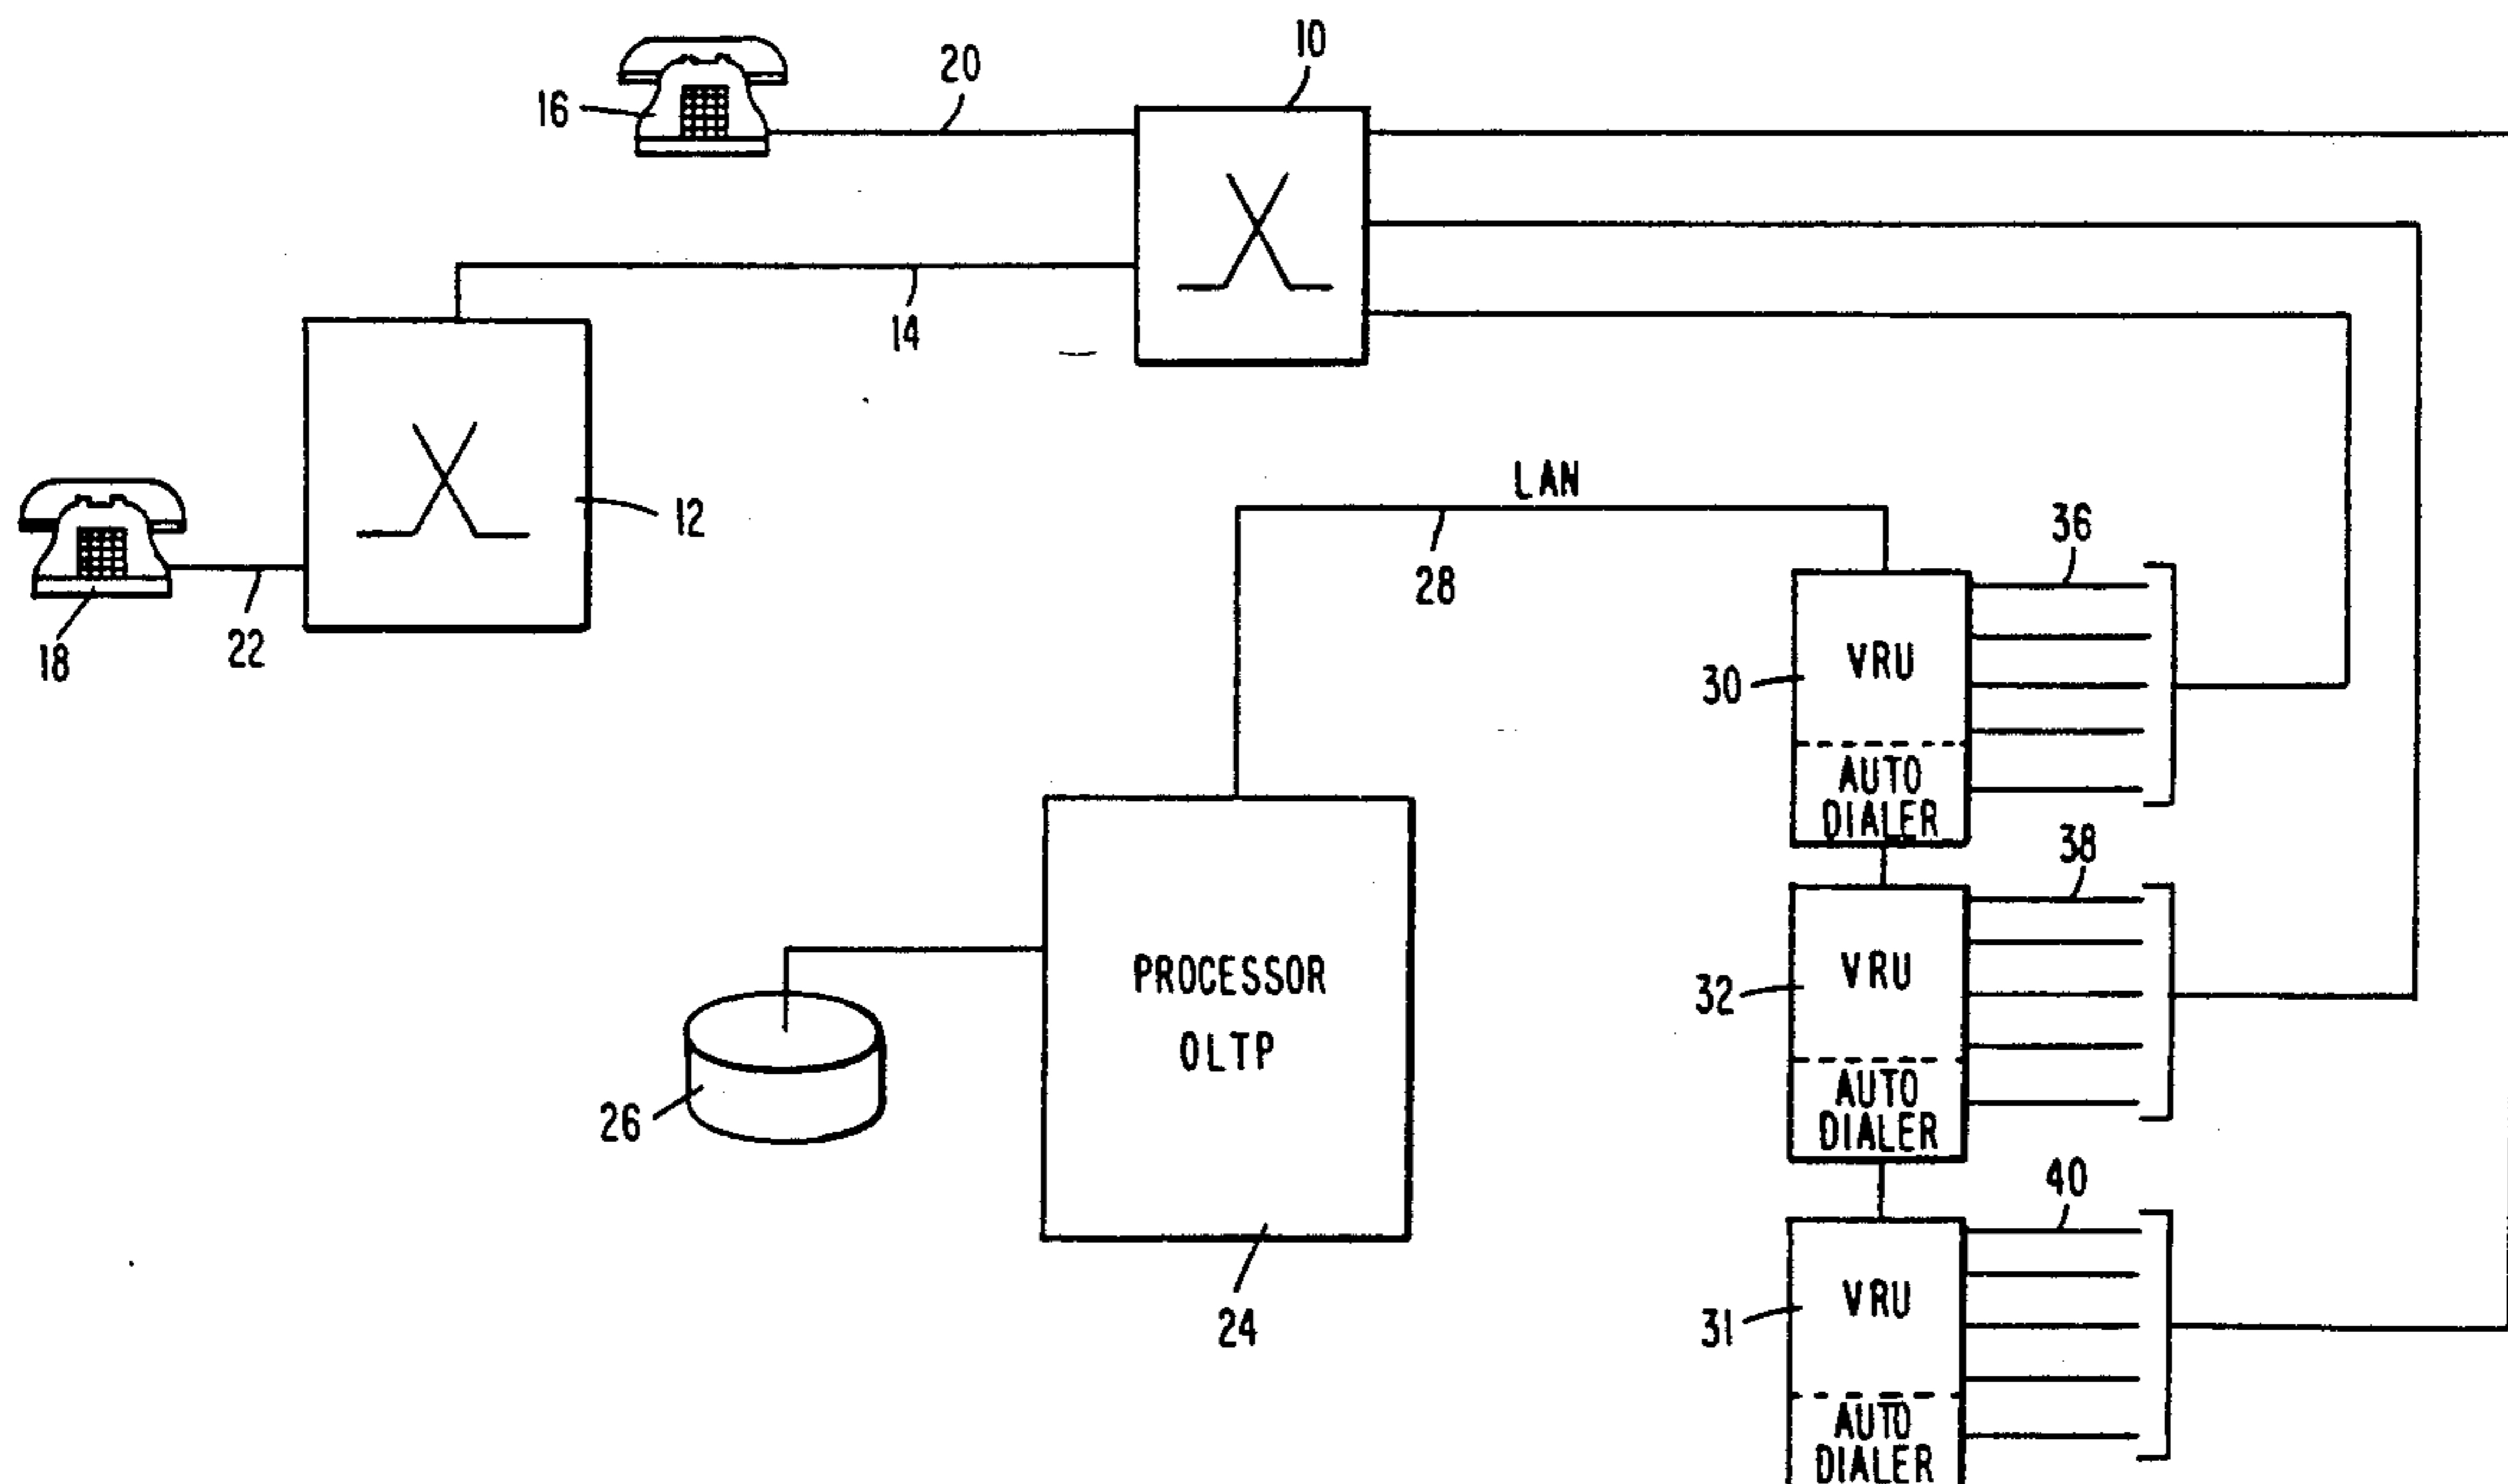 10
20
16
14
12
LAN
28
18
22
36
30
VRU
AUTO
DIALER
38
32
VRU
AUTO
DIALER
PROCESSOR
OLTP
26
24
40
31
VRU
AUTO
DIALER